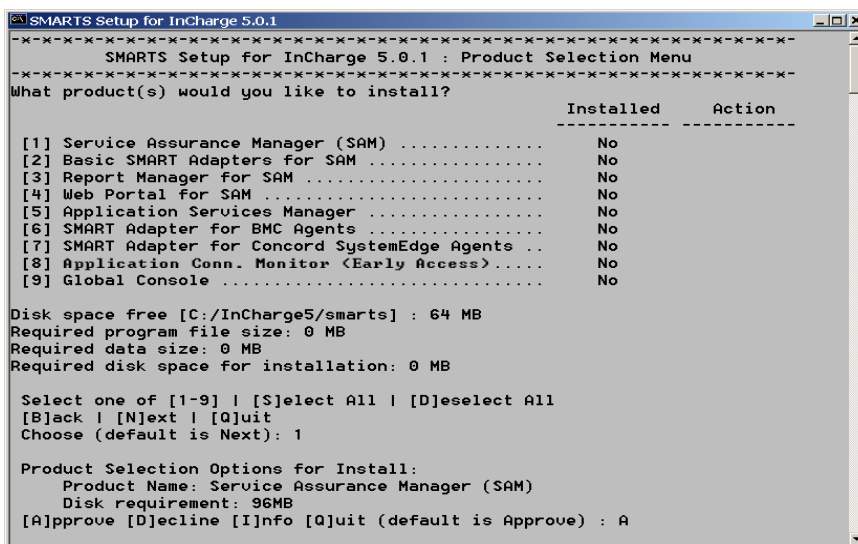 SMARTS Setup for InCharge 5.0.1
-*-*-*-*-*-*-*-*-*-*-*-*-*-*-*-*-*-*-*-*-*-*-*-*-*-*-*-*-*-*-*-*-*-*-*-*-*-
SMARTS Setup for InCharge 5.0.1 : Product Selection Menu
-*-*-*-*-*-*-*-*-*-*-*-*-*-*-*-*-*-*-*-*-*-*-*-*-*-*-*-*-*-*-*-*-*-*-*-*-*-
What product(s) would you like to install?
Installed Action
----------- -----------
[1] Service Assurance Manager (SAM) .............. No
[2] Basic SMART Adapters for SAM ................. No
[3] Report Manager for SAM ....................... No
[4] Web Portal for SAM ........................... No
[5] Application Services Manager ................. No
[6] SMART Adapter for BMC Agents ................. No
[7] SMART Adapter for Concord SystemEdge Agents .. No
[8] Application Conn. Monitor (Early Access)..... No
[9] Global Console ............................... No
Disk space free [C:/InCharge5/smarts] : 64 MB
Required program file size: 0 MB
Required data size: 0 MB
Required disk space for installation: 0 MB
Select one of [1-9] | [S]elect All | [D]eselect All
[B]ack | [N]ext | [Q]uit
Choose (default is Next): 1
Product Selection Options for Install:
Product Name: Service Assurance Manager (SAM)
Disk requirement: 96MB
[A]pprove [D]ecline [I]nfo [Q]uit (default is Approve) : A